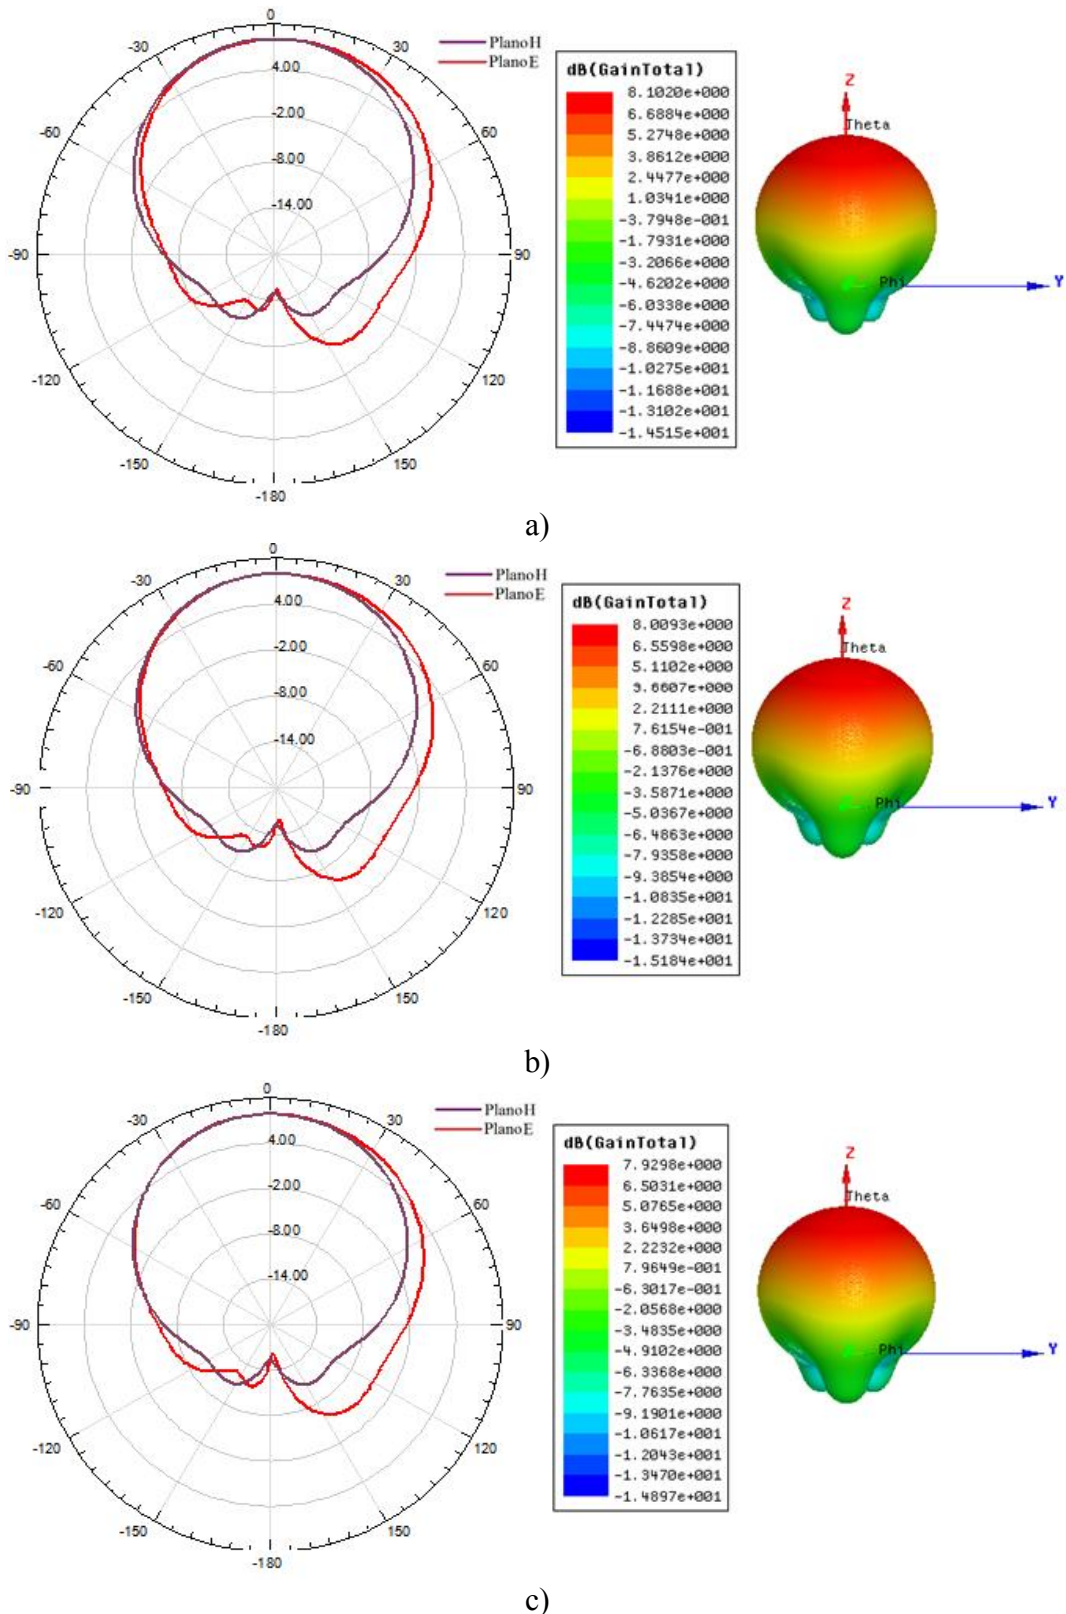 0
-30
30
PlanoH
PlanoE
4.00
-60
60
-2.00
-8.00
-14.00
-90
90
-120
120
-150
150
-180
dB(GainTotal)
8.1020e+000
6.6884e+000
5.2748e+000
3.8612e+000
2.4477e+000
1.0341e+000
-3.7948e-001
-1.7931e+000
-3.2066e+000
-4.6202e+000
-6.0338e+000
-7.4474e+000
-8.8609e+000
-1.0275e+001
-1.1688e+001
-1.3102e+001
-1.4515e+001
Z
Theta
Phi
Y
a)
0
-30
30
PlanoH
PlanoE
4.00
-60
60
-2.00
-8.00
-14.00
-90
90
-120
120
-150
150
-180
dB(GainTotal)
8.0093e+000
6.5598e+000
5.1102e+000
3.6607e+000
2.2111e+000
7.6154e-001
-6.8803e-001
-2.1376e+000
-3.5871e+000
-5.0367e+000
-6.4863e+000
-7.9358e+000
-9.3854e+000
-1.0835e+001
-1.2285e+001
-1.3734e+001
-1.5184e+001
Z
Theta
Phi
Y
b)
0
-30
30
PlanoH
PlanoE
4.00
-60
60
-2.00
-8.00
-14.00
-90
90
-120
120
-150
150
-180
dB(GainTotal)
7.9298e+000
6.5031e+000
5.0765e+000
3.6498e+000
2.2232e+000
7.9649e-001
-6.3017e-001
-2.0568e+000
-3.4835e+000
-4.9102e+000
-6.3368e+000
-7.7635e+000
-9.1901e+000
-1.0617e+001
-1.2043e+001
-1.3470e+001
-1.4897e+001
Z
Theta
Phi
Y
c)